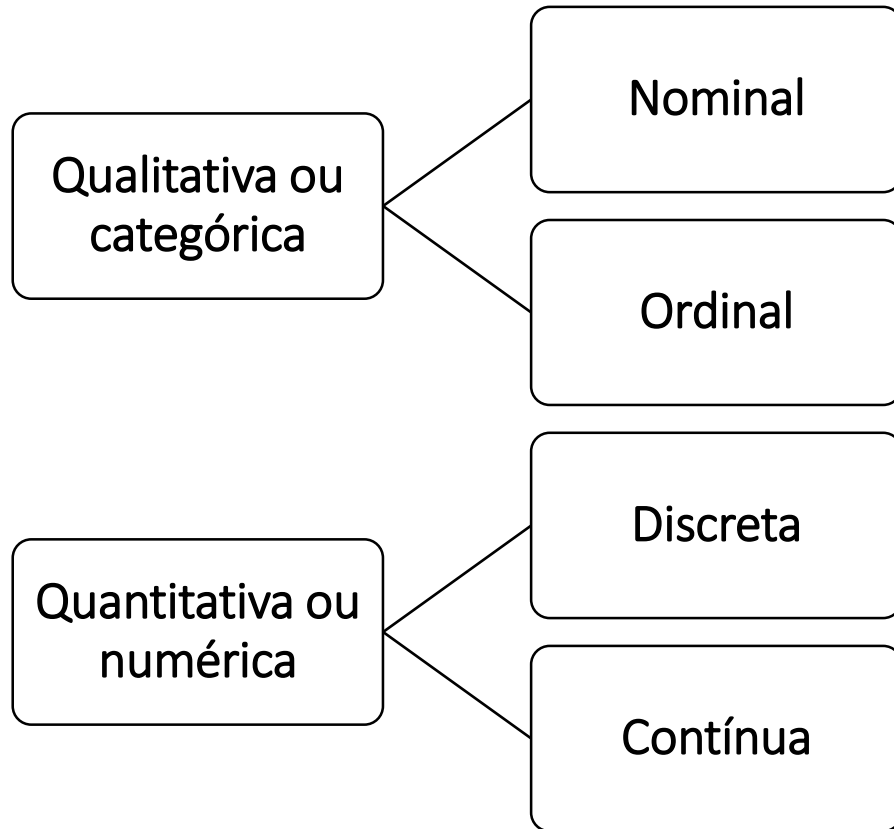 Qualitativa ou
categórica
Nominal
Ordinal
Quantitativa ou
numérica
Discreta
Contínua